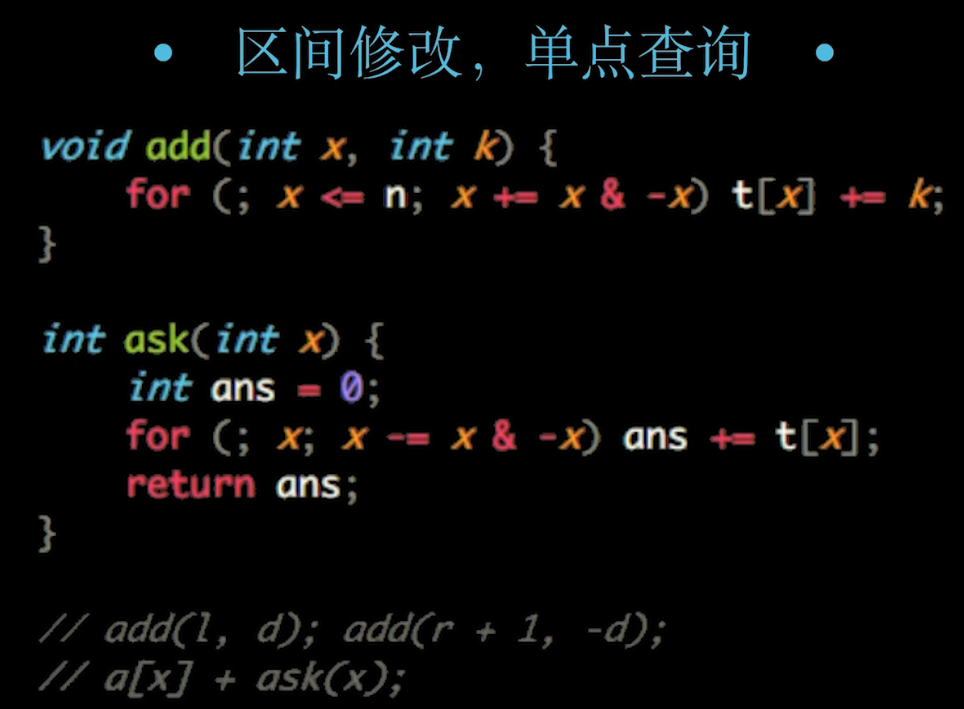 • 区间修改，单点查询 •
void add(int x, int k) {
    for (; x <= n; x += x & -x) t[x] += k;
}
int ask(int x) {
    int ans = 0;
    for (; x; x -= x & -x) ans += t[x];
    return ans;
}
// add(l, d); add(r + 1, -d);
// a[x] + ask(x);